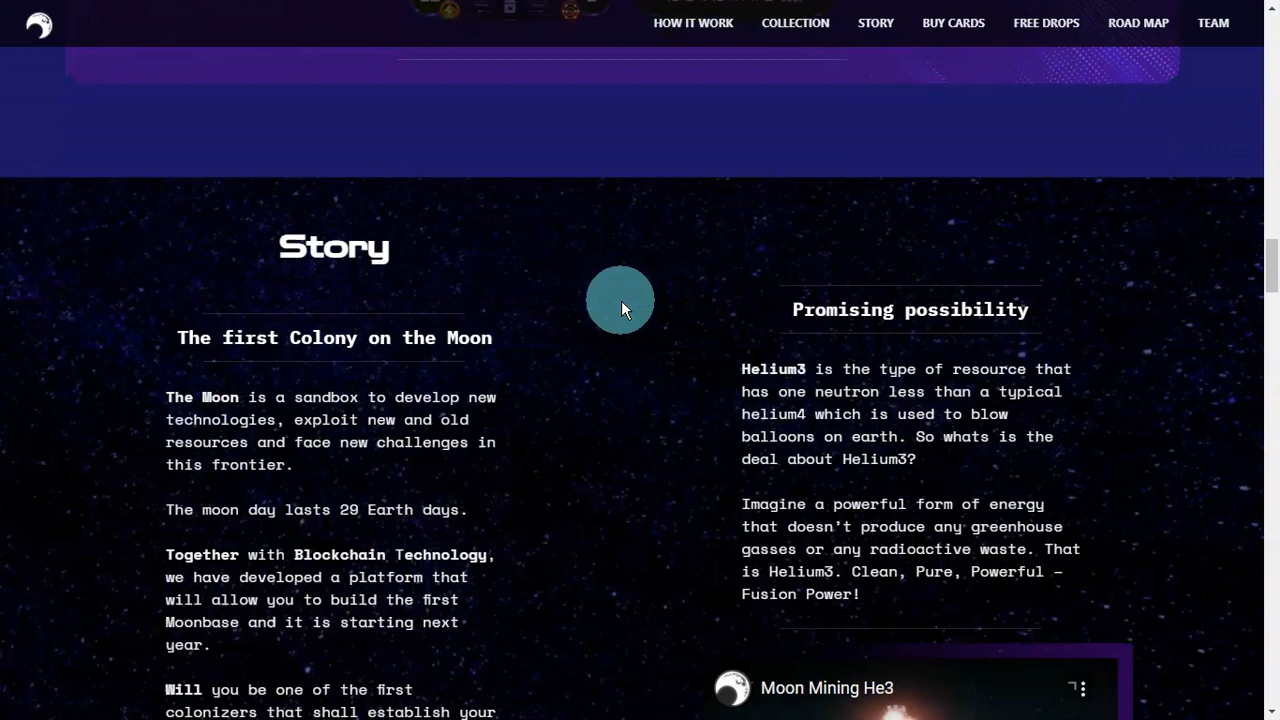 HOW IT WORK COLLECTION STORY BUY CARDS FREE DROPS ROAD MAP TEAM
Story
The first Colony on the Moon
The Moon is a sandbox to develop new
technologies, exploit new and old
resources and face new challenges in
this frontier.
The moon day lasts 29 Earth days.
Together with Blockchain Technology,
we have developed a platform that
will allow you to build the first
Moonbase and it is starting next
year.
Will you be one of the first
colonizers that shall establish your
Promising possibility
Helium3 is the type of resource that
has one neutron less than a typical
helium4 which is used to blow
balloons on earth. So whats is the
deal about Helium3?
Imagine a powerful form of energy
that doesn't produce any greenhouse
gasses or any radioactive waste. That
is Helium3. Clean, Pure, Powerful –
Fusion Power!
Moon Mining He3